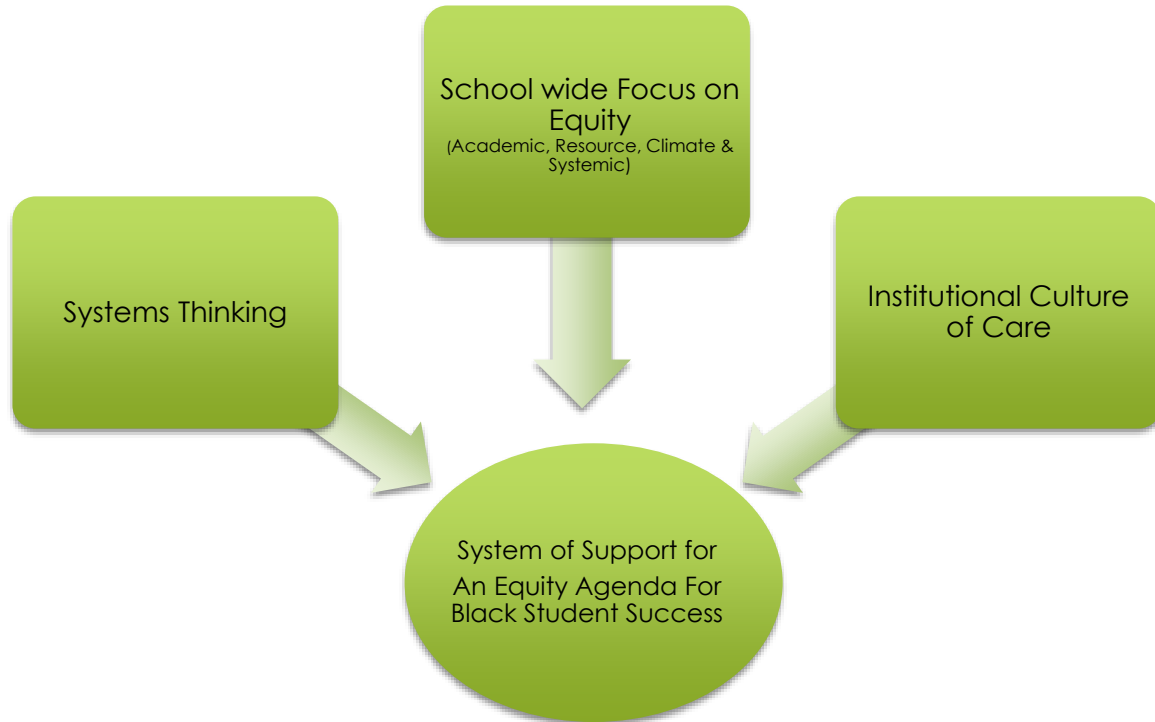 School wide Focus on
Equity
(Academic, Resource, Climate &
Systemic)
Systems Thinking
Institutional Culture
of Care
System of Support for
An Equity Agenda For
Black Student Success